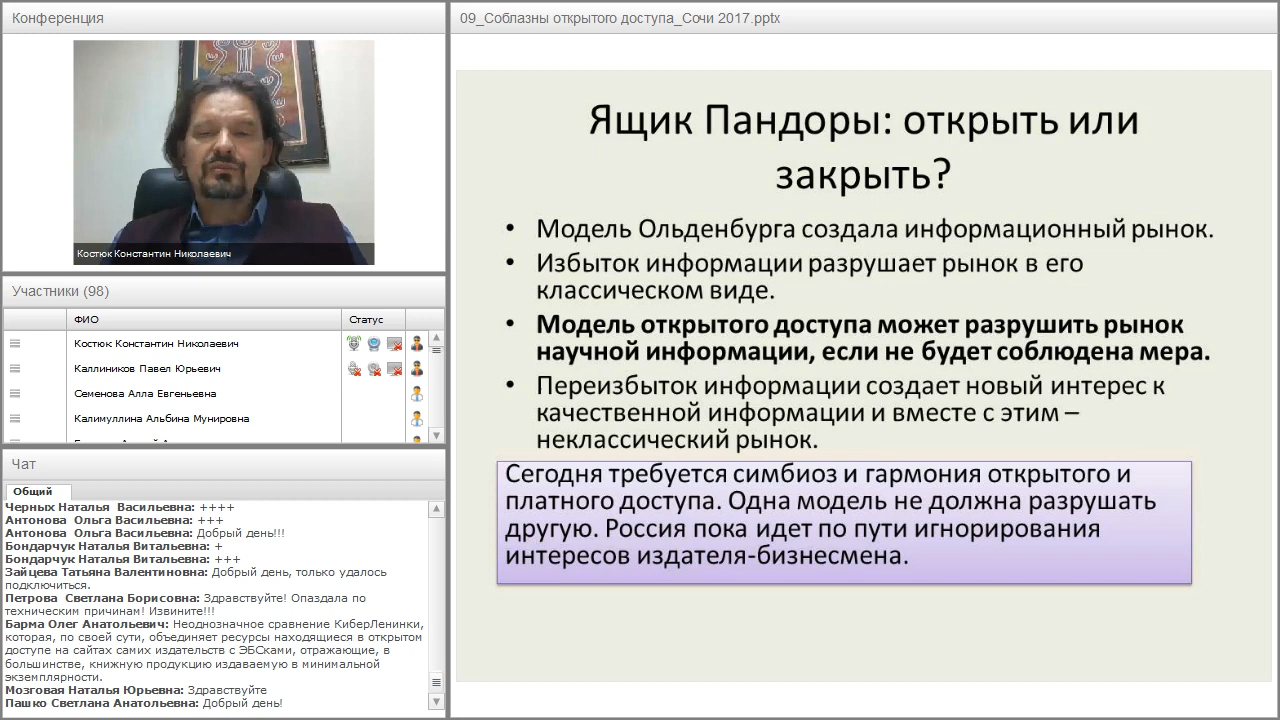 Конференция
Костюк Константин Николаевич
Участники (98)
ФИО
Статус
Костюк Константин Николаевич
Каллиников Павел Юрьевич
Семенова Алла Евгеньевна
Калимуллина Альбина Мунировна
Чат
Общий
Черных Наталья Васильевна: ++++
Антонова Ольга Васильевна: +++
Антонова Ольга Васильевна: Добрый день!!!
Бондарчук Наталья Витальевна: +
Бондарчук Наталья Витальевна: +++
Зайцева Татьяна Валентиновна: Добрый день, только удалось
подключиться.
Петрова Светлана Борисовна: Здравствуйте! Опаздала по
техническим причинам! Извините!!!
Барма Олег Анатольевич: Неоднозначное сравнение КиберЛенинки,
которая, по своей сути, объединяет ресурсы находящиеся в открытом
доступе на сайтах самих издательств с ЭБСками, отражающие, в
большинстве, книжную продукцию издаваемую в минимальной
экземплярности.
Мозговая Наталья Юрьевна: Здравствуйте
Пашко Светлана Анатольевна: Добрый день!
09_Соблазны открытого доступа_Сочи 2017.pptx
Ящик Пандоры: открыть или
закрыть?
• Модель Ольденбурга создала информационный рынок.
• Избыток информации разрушает рынок в его
классическом виде.
• Модель открытого доступа может разрушить рынок
научной информации, если не будет соблюдена мера.
• Переизбыток информации создает новый интерес к
качественной информации и вместе с этим –
неклассический рынок.
Сегодня требуется симбиоз и гармония открытого и
платного доступа. Одна модель не должна разрушать
другую. Россия пока идет по пути игнорирования
интересов издателя-бизнесмена.